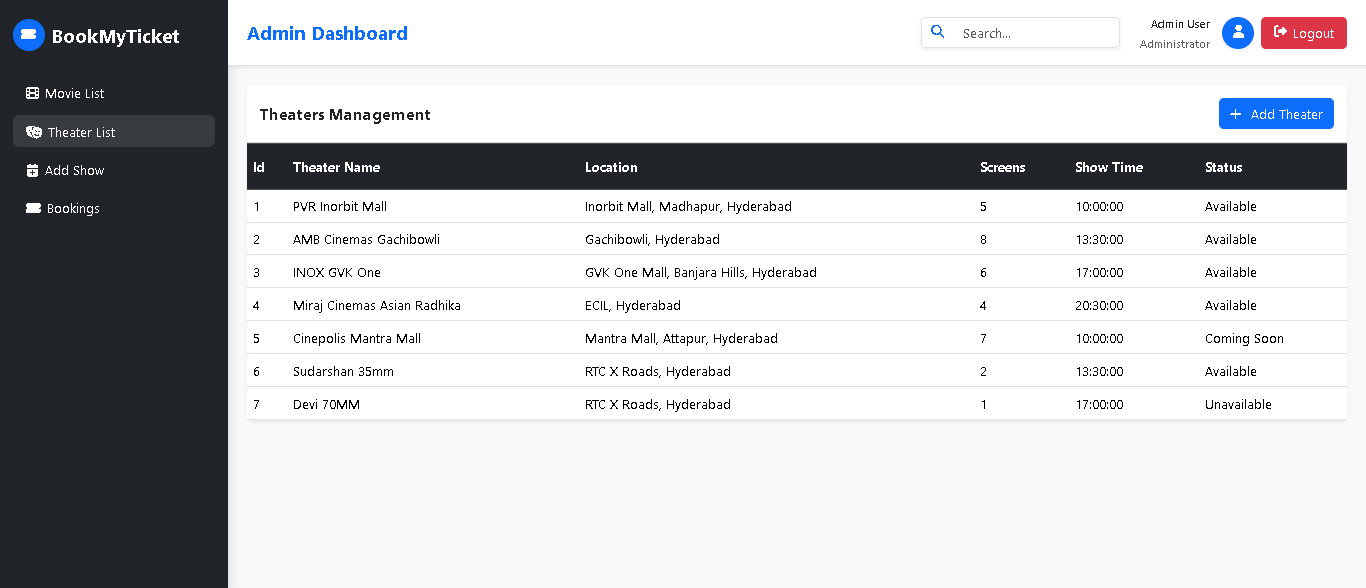 BookMyTicket
Movie List
Theater List
Add Show
Bookings
Admin Dashboard
Search...
Admin User
Administrator
Logout
Theaters Management
Add Theater
Id Theater Name Location Screens Show Time Status
1 PVR Inorbit Mall Inorbit Mall, Madhapur, Hyderabad 5 10:00:00 Available
2 AMB Cinemas Gachibowli Gachibowli, Hyderabad 8 13:30:00 Available
3 INOX GVK One GVK One Mall, Banjara Hills, Hyderabad 6 17:00:00 Available
4 Miraj Cinemas Asian Radhika ECIL, Hyderabad 4 20:30:00 Available
5 Cinepolis Mantra Mall Mantra Mall, Attapur, Hyderabad 7 10:00:00 Coming Soon
6 Sudarshan 35mm RTC X Roads, Hyderabad 2 13:30:00 Available
7 Devi 70MM RTC X Roads, Hyderabad 1 17:00:00 Unavailable